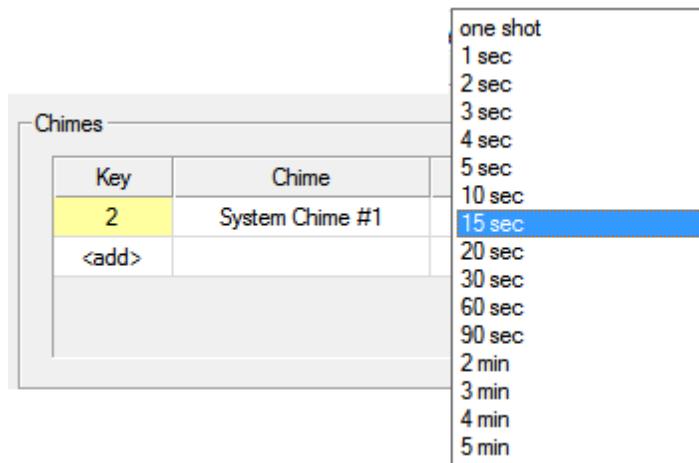 Chimes
Key Chime
2 System Chime #1
<add>
one shot
1 sec
2 sec
3 sec
4 sec
5 sec
10 sec
15 sec
20 sec
30 sec
60 sec
90 sec
2 min
3 min
4 min
5 min